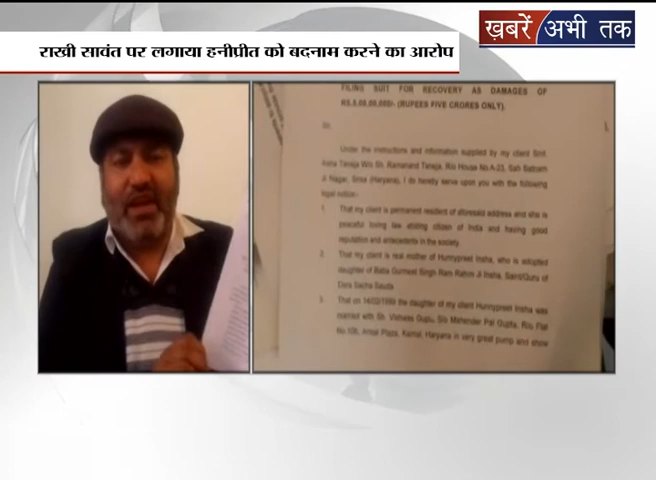 ख़बरें अभी तक
राखी सावंत पर लगाया हनीप्रीत को बदनाम करने का आरोप
FILING SUIT FOR RECOVERY AS DAMAGES OF
RS.5,00,00,000/- (RUPEES FIVE CRORES ONLY).
Sir,
Under the instructions and information supplied by my client Smt.
Asha Taneja W/o Sh. Ramanand Taneja, R/o House No.A-23, Sah Satnam
Ji Nagar, Sirsa (Haryana), I do hereby serve upon you with the following
legal notice:-
1. That my client is permanent resident of aforesaid address and she is
peaceful loving law abiding citizen of India and having good
reputation and antecedents in the society.
2. That my client is real mother of Hunnypreet Insha, who is adopted
daughter of Baba Gurmeet Singh Ram Rahim Ji Insha, Saint/Guru of
Dera Sacha Sauda.
3. That on 14/02/1999 the daughter of my client Hunnypreet Insha was
married with Sh. Vishwas Gupta, S/o Mahender Pal Gupta, R/o. Flat
No.109, Ansal Plaza, Karnal, Haryana in very great pump and show